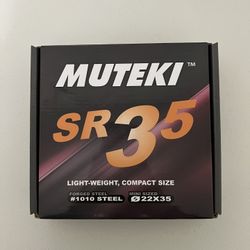 MUTEKI™
SR35
LIGHT-WEIGHT, COMPACT SIZE
FORGED STEEL
#1010 STEEL
MINI SIZED
Ø22X35